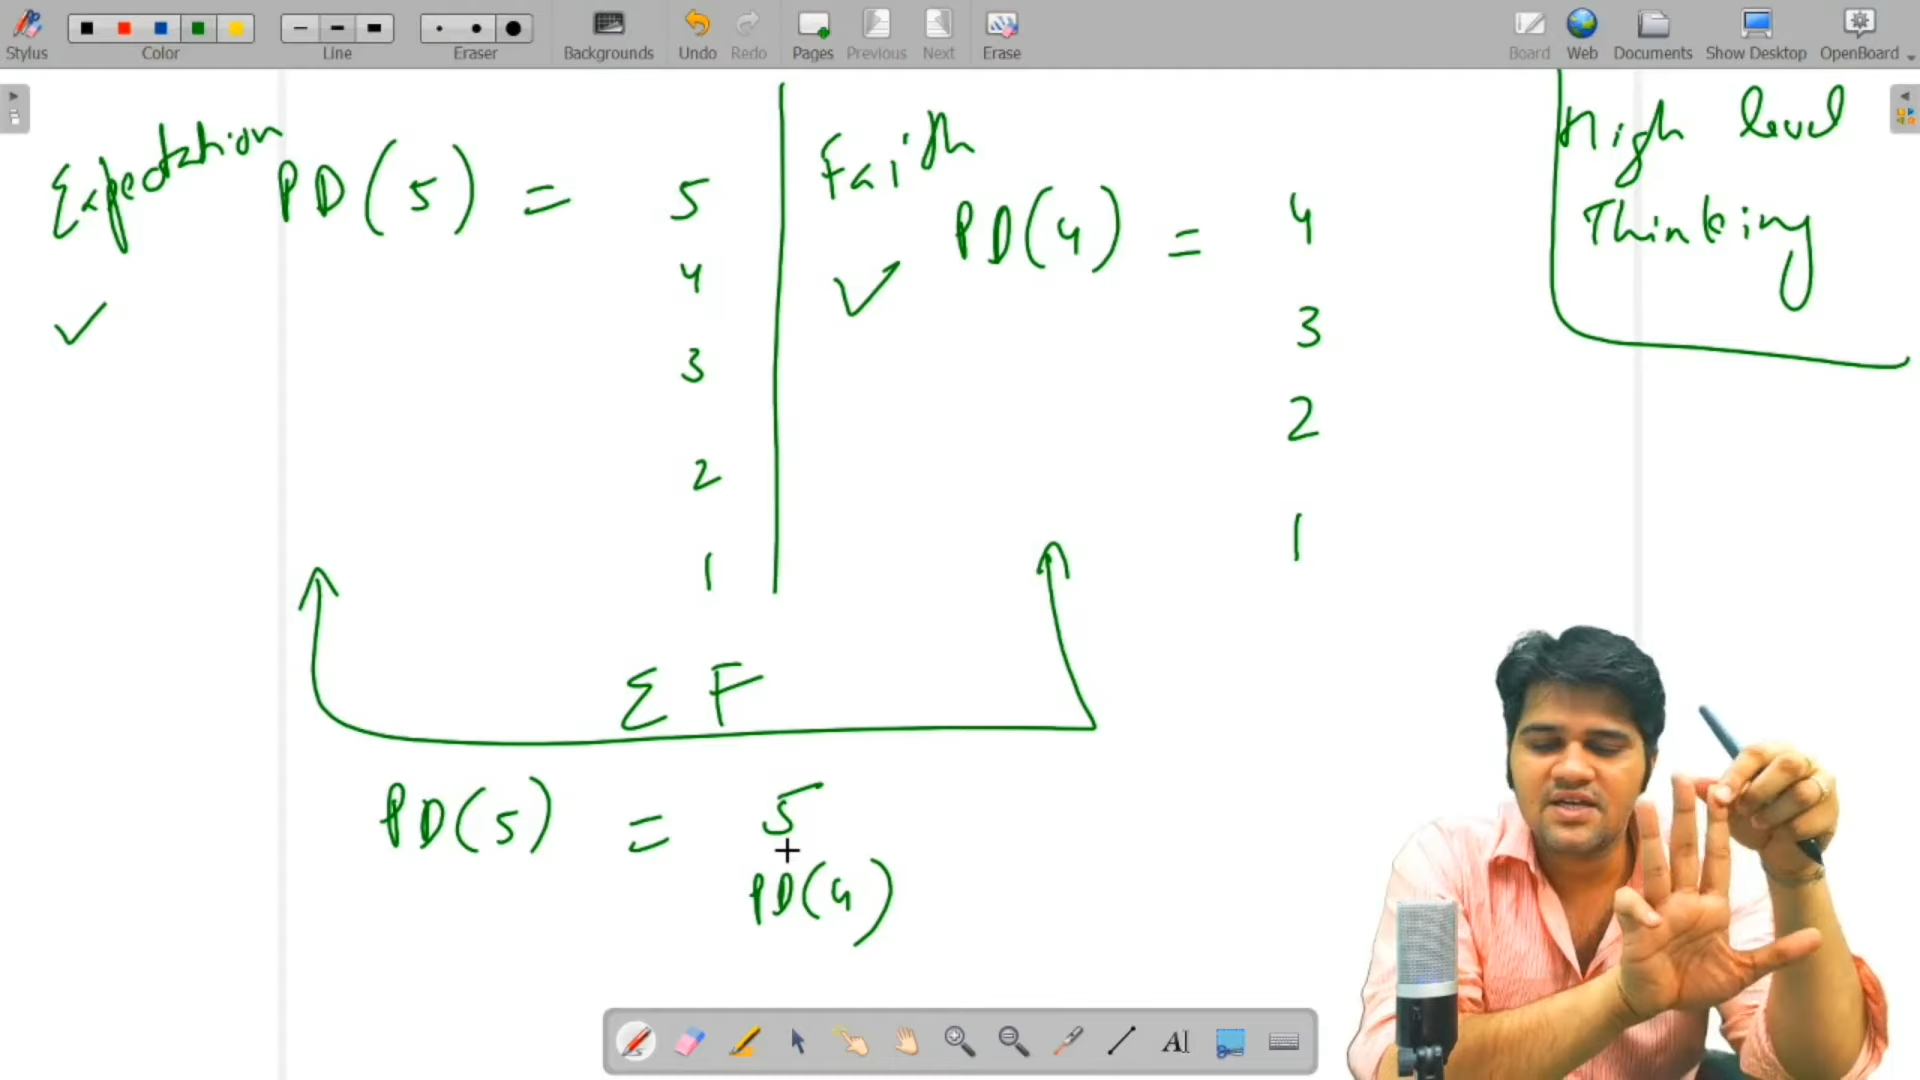 Stylus
Color
Line
Eraser
Backgrounds
Undo
Redo
Pages
Previous
Next
Erase
Board
Web
Documents
Show Desktop
OpenBoard
Expectation PD(5) = 5
4
3
2
1
Faith
PD(4) = 4
3
2
1
High level
Thinking
E F
PD(5) = 5
PD(4)
AI